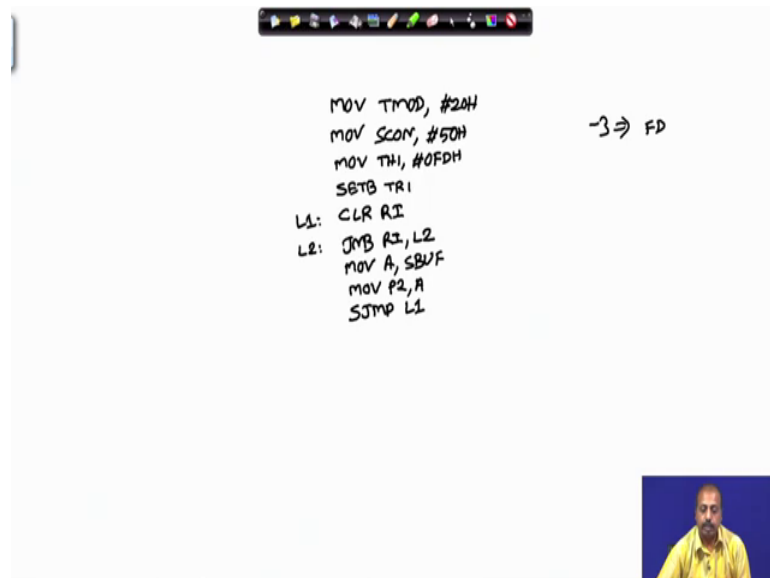 MOV TMOD, #20H
MOV SCON, #50H
-3 ⇒ FD
MOV TH1, #0FDH
SETB TR1
L1: CLR RI
L2: JNB RI, L2
MOV A, SBUF
MOV P2, A
SJMP L1